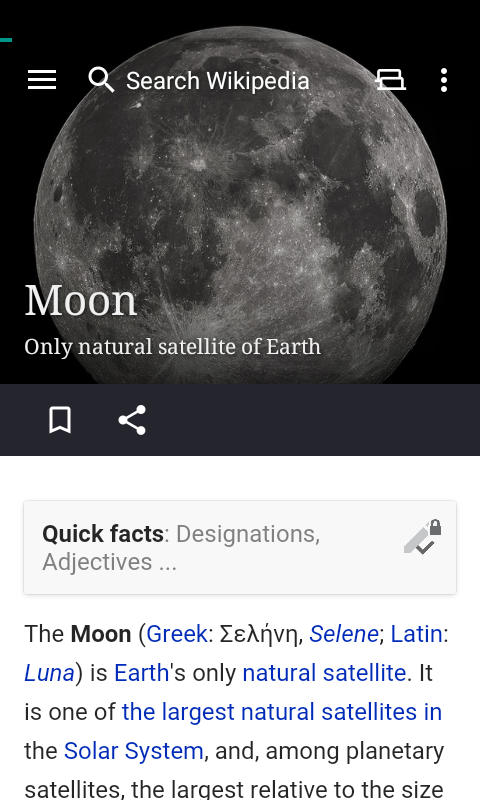 Search Wikipedia
Moon
Only natural satellite of Earth
Quick facts: Designations,
Adjectives ...
The Moon (Greek: Σελήνη, Selene; Latin:
Luna) is Earth's only natural satellite. It
is one of the largest natural satellites in
the Solar System, and, among planetary
satellites, the largest relative to the size